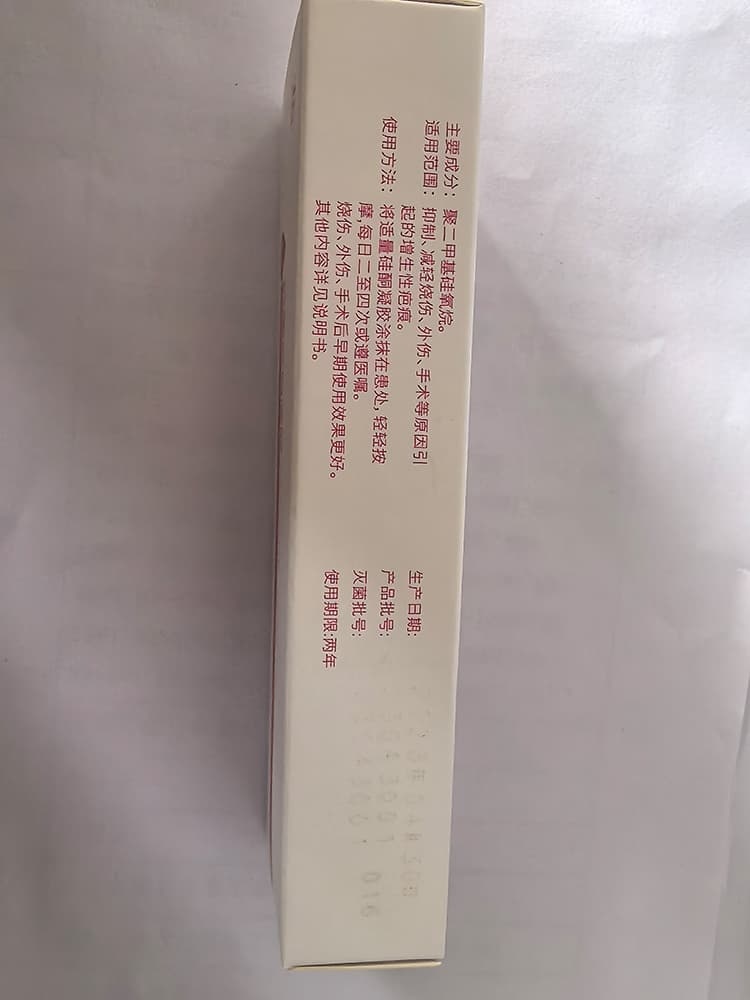 主要成分：聚二甲基硅氧烷。
适用范围：抑制、减轻烧伤、外伤、手术等原因引
起的增生性疤痕。
使用方法：将适量硅酮凝胶涂抹在患处，轻轻按
摩，每日二至四次或遵医嘱。
烧伤、外伤、手术后早期使用效果更好。
其他内容详见说明书。
生产日期：
产品批号：
灭菌批号：
使用期限：两年